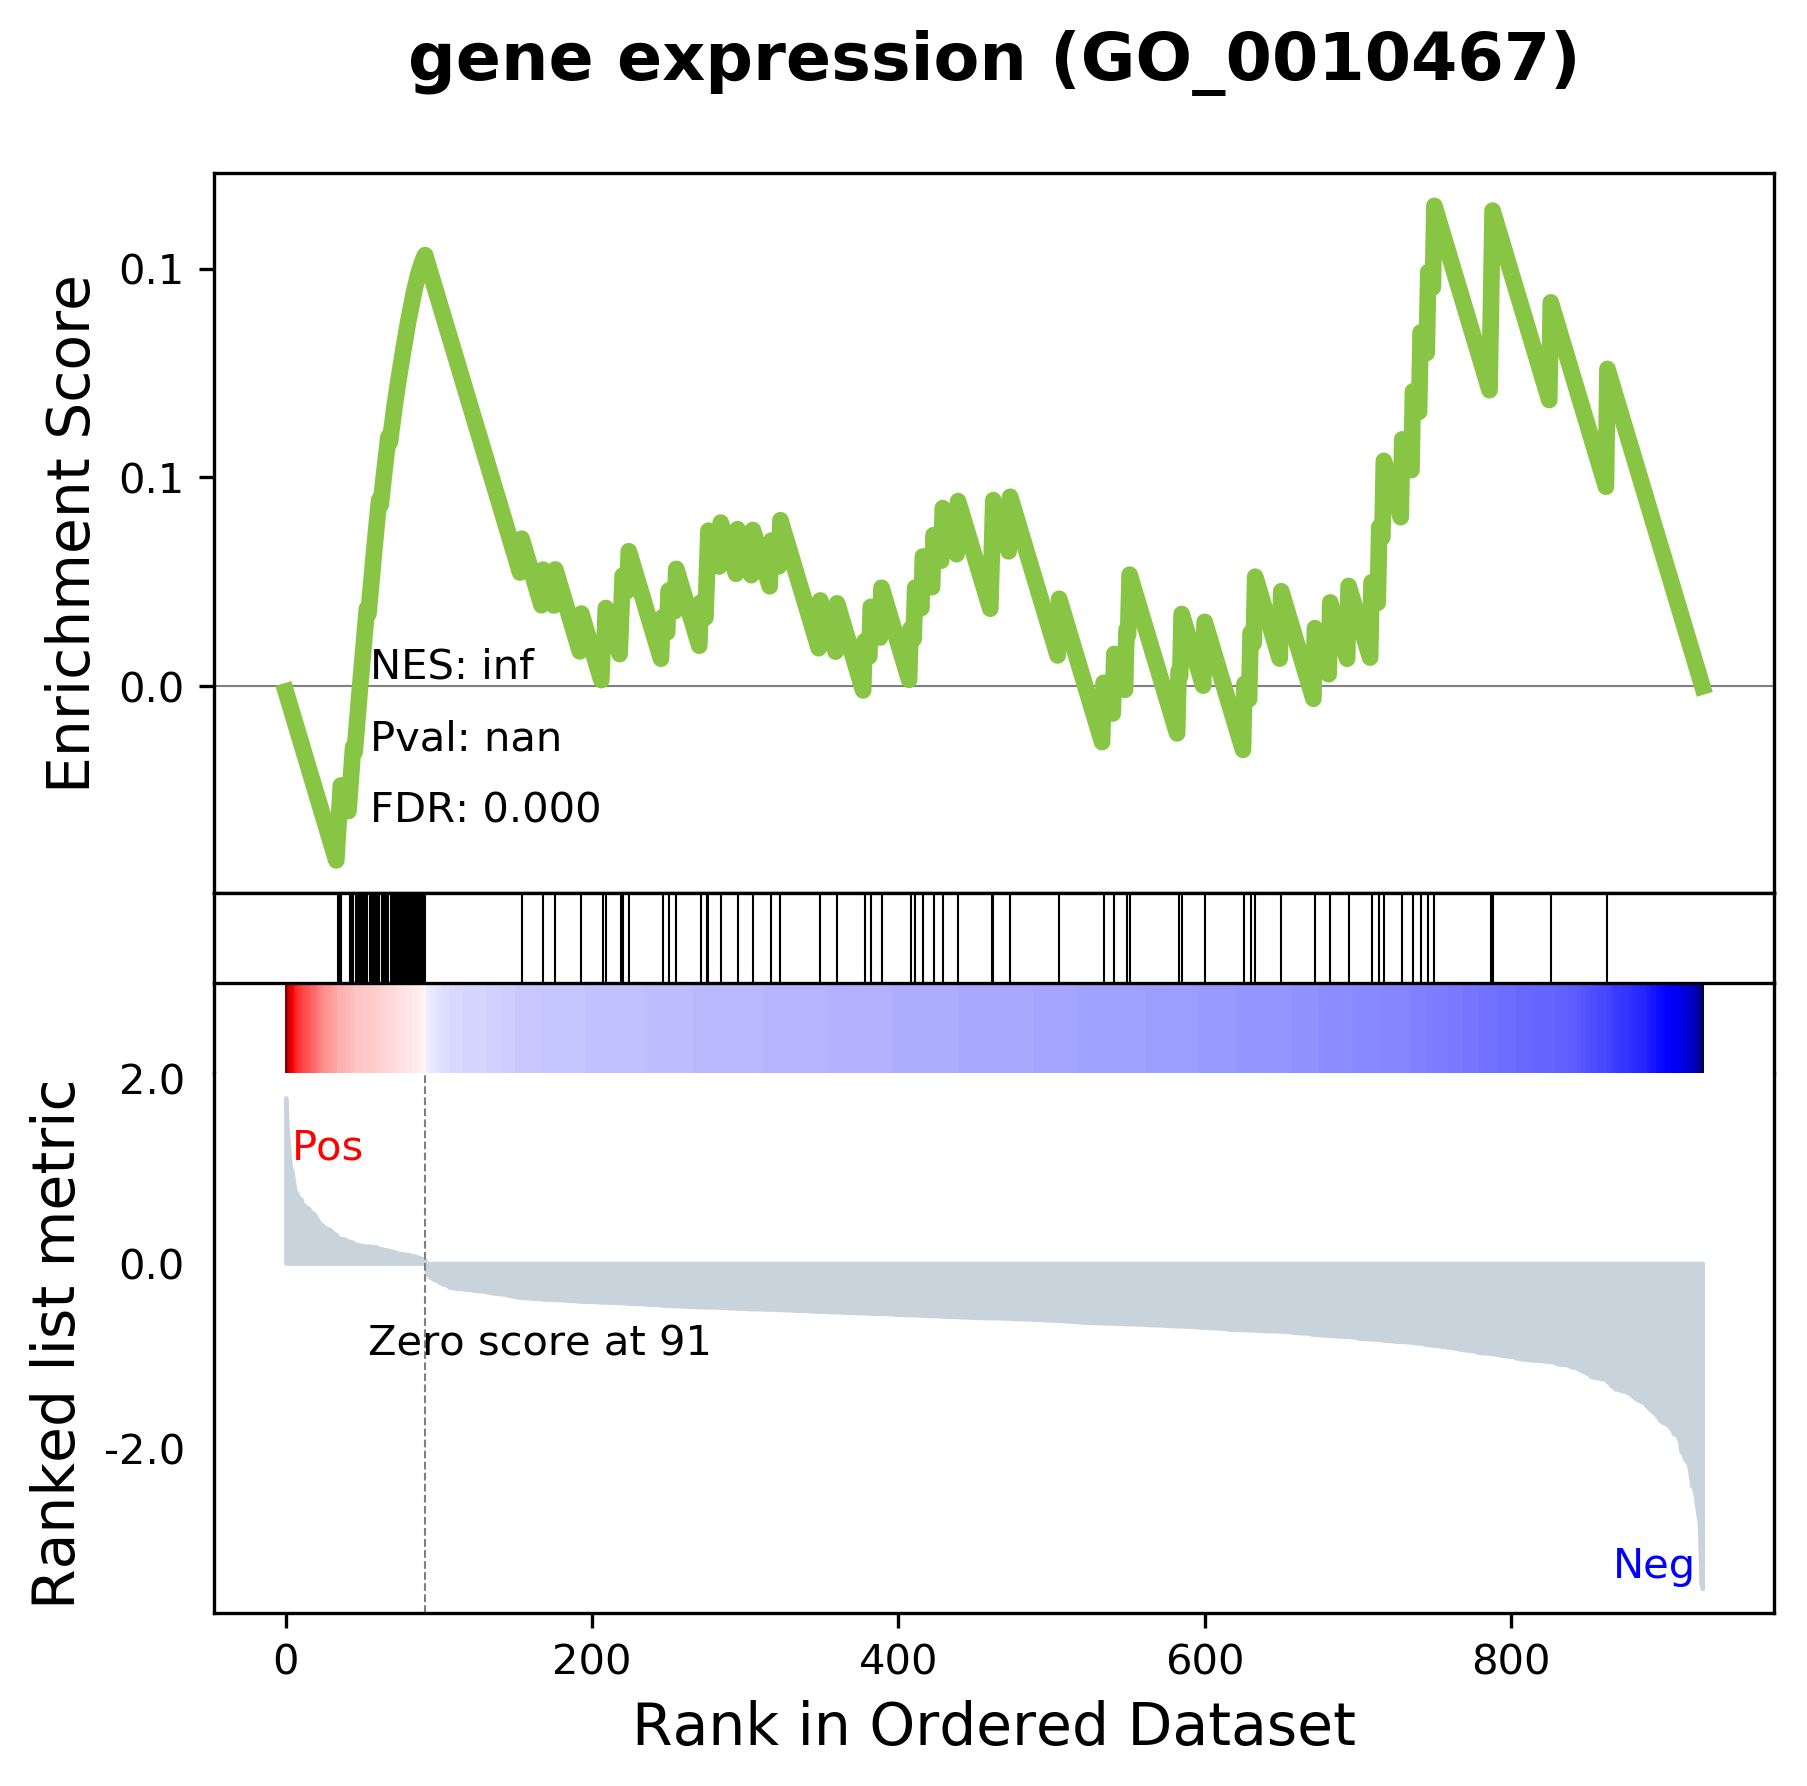 gene expression (GO_0010467)
Enrichment Score
0.1
0.1
0.0
NES: inf
Pval: nan
FDR: 0.000
Ranked list metric
2.0
0.0
-2.0
Pos
Zero score at 91
Neg
0 200 400 600 800
Rank in Ordered Dataset